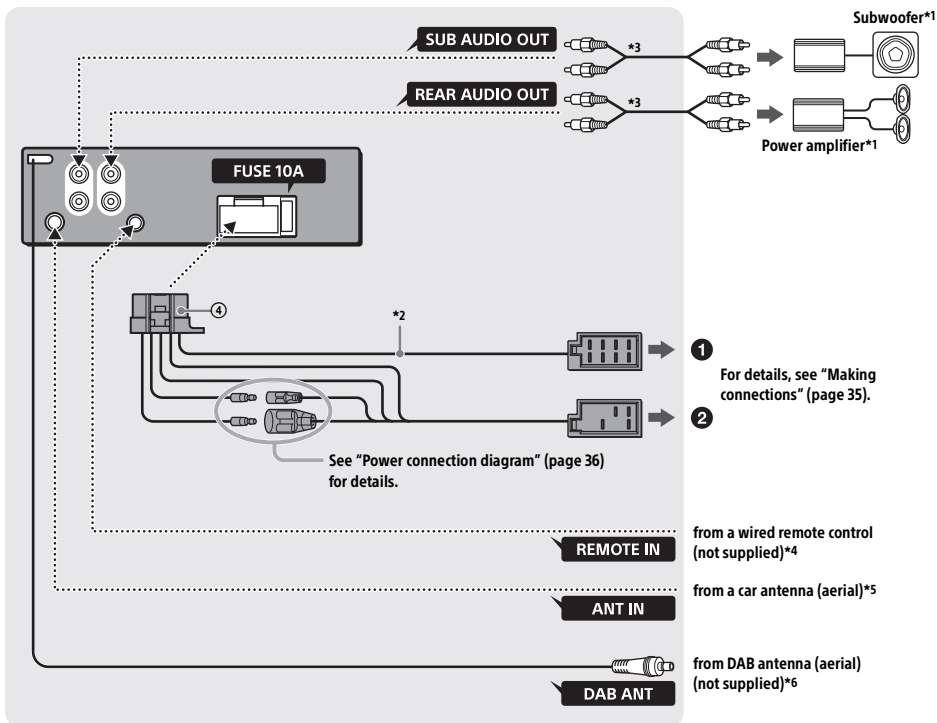 Subwoofer*1
SUB AUDIO OUT
*3
REAR AUDIO OUT
*3
Power amplifier*1
FUSE 10A
④
*2
❶
For details, see “Making
connections” (page 35).
❷
See “Power connection diagram” (page 36)
for details.
from a wired remote control
(not supplied)*4
REMOTE IN
from a car antenna (aerial)*5
ANT IN
from DAB antenna (aerial)
(not supplied)*6
DAB ANT